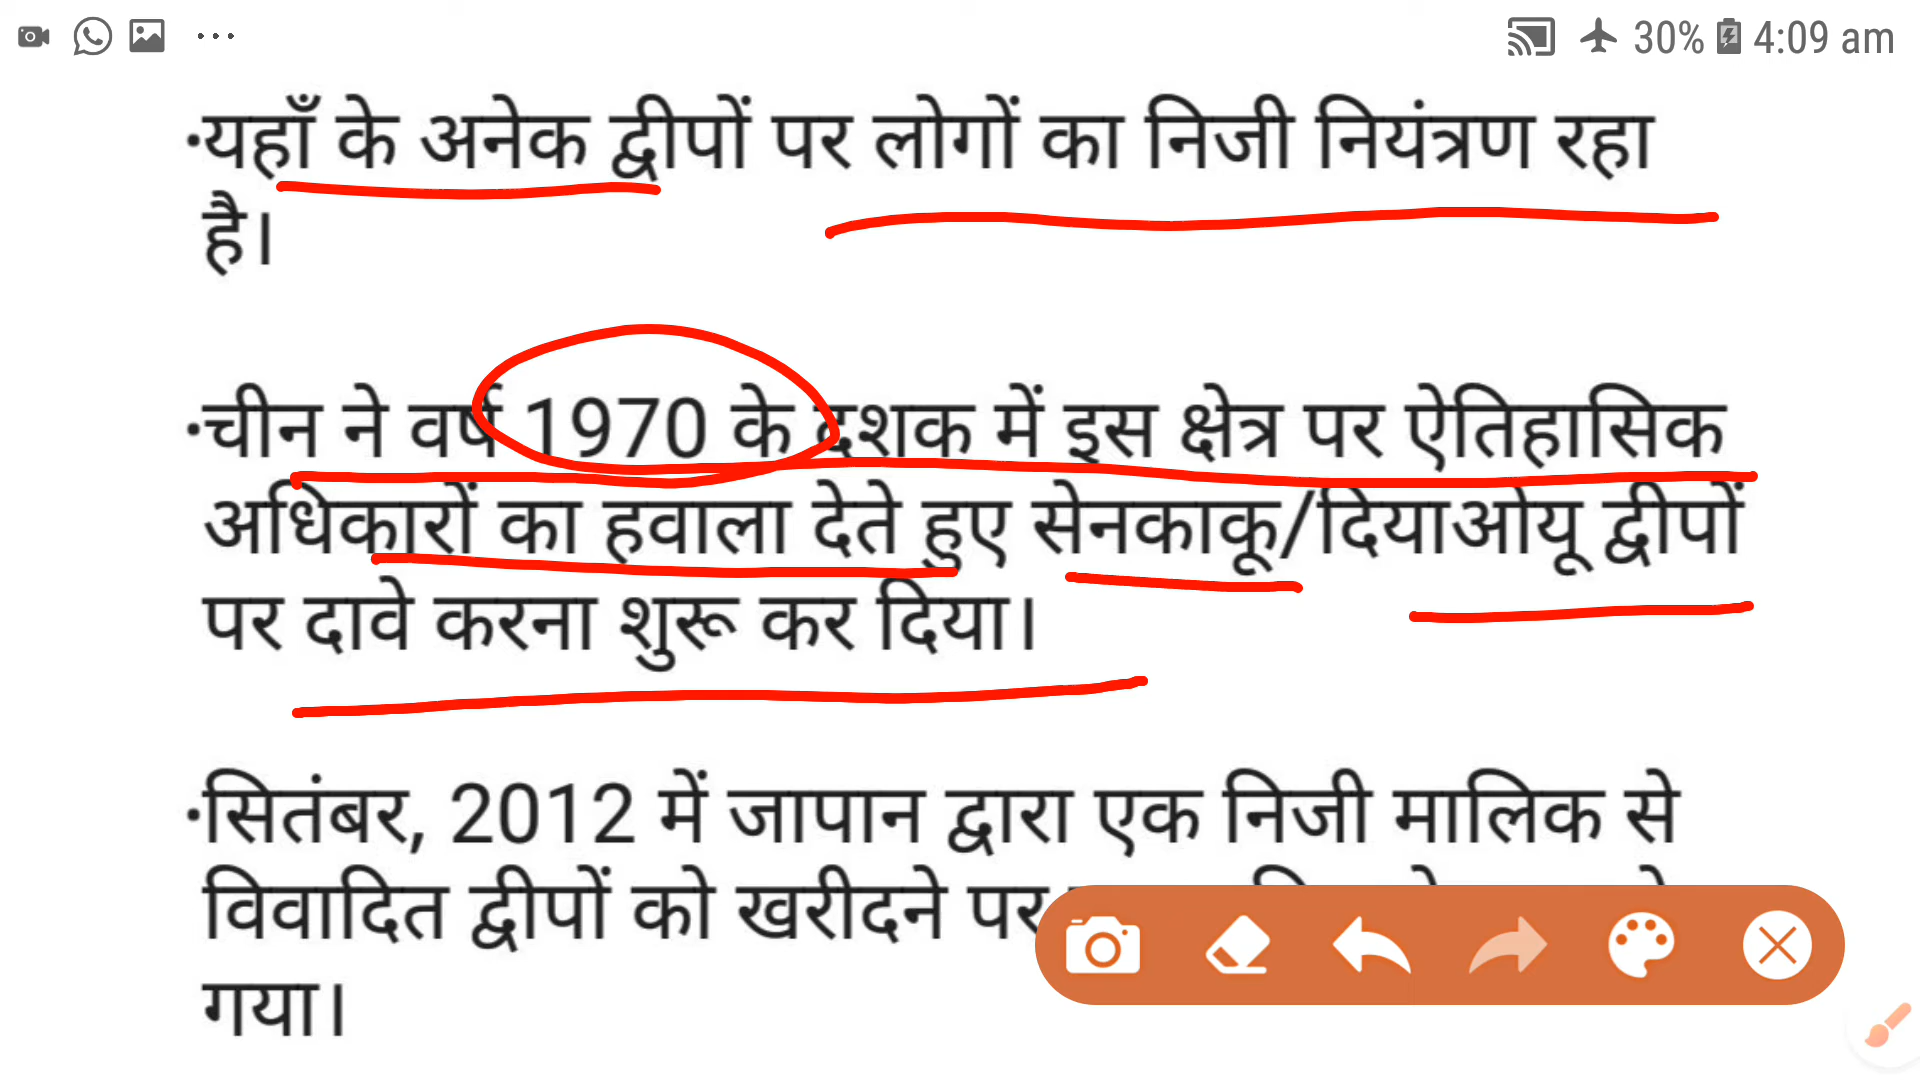 30% 4:09 am
·यहाँ के अनेक द्वीपों पर लोगों का निजी नियंत्रण रहा
है।
·चीन ने वर्ष 1970 के दशक में इस क्षेत्र पर ऐतिहासिक
अधिकारों का हवाला देते हुए सेनकाकू/दियाओयू द्वीपों
पर दावे करना शुरू कर दिया।
·सितंबर, 2012 में जापान द्वारा एक निजी मालिक से
विवादित द्वीपों को खरीदने पर
गया।